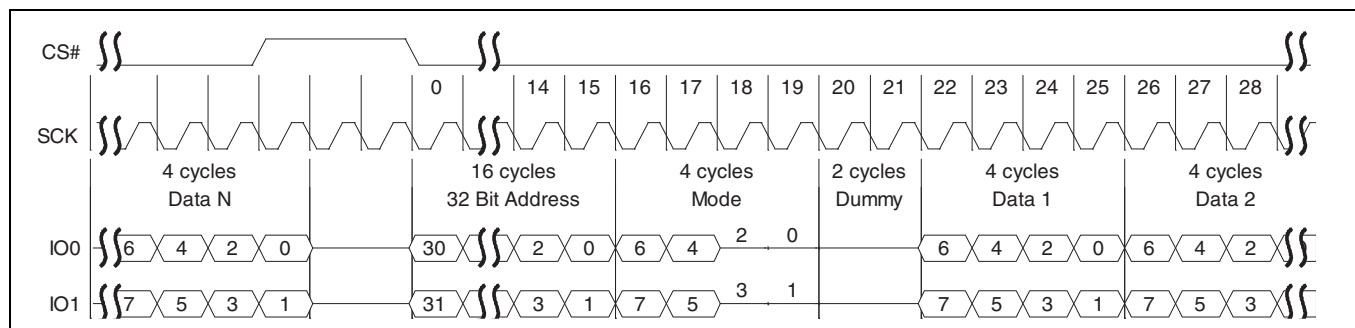 CS#
0 14 15 16 17 18 19 20 21 22 23 24 25 26 27 28
SCK
4 cycles 16 cycles 4 cycles 2 cycles 4 cycles 4 cycles
Data N 32 Bit Address Mode Dummy Data 1 Data 2
IO0 6 4 2 0 30 2 0 6 4 2 0 6 4 2 0 6 4 2
IO1 7 5 3 1 31 3 1 7 5 3 1 7 5 3 1 7 5 3